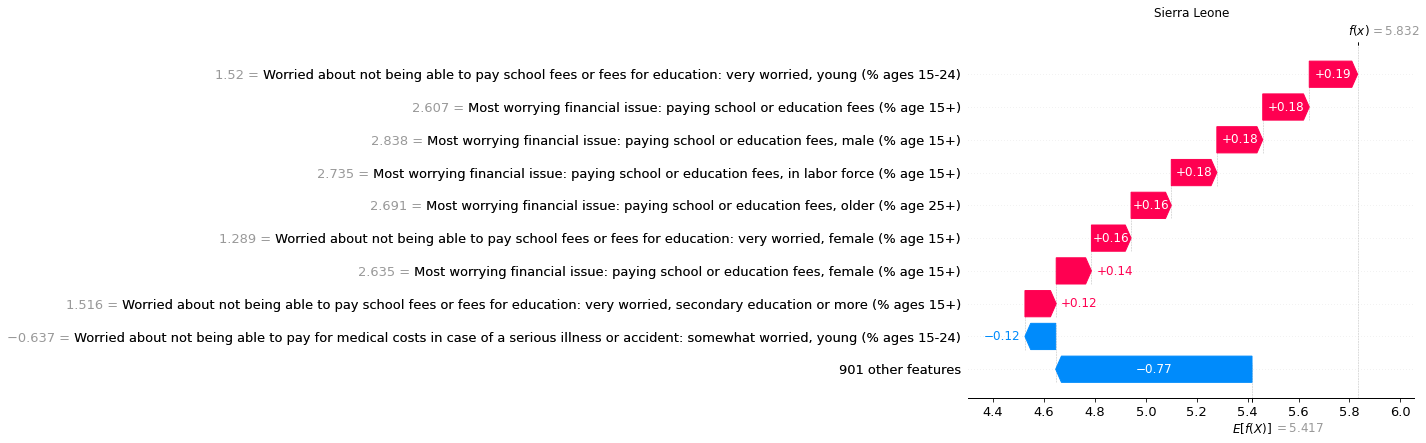 Sierra Leone
f(x) = 5.832
1.52 = Worried about not being able to pay school fees or fees for education: very worried, young (% ages 15-24)
+0.19
2.607 = Most worrying financial issue: paying school or education fees (% age 15+)
+0.18
2.838 = Most worrying financial issue: paying school or education fees, male (% age 15+)
+0.18
2.735 = Most worrying financial issue: paying school or education fees, in labor force (% age 15+)
+0.18
2.691 = Most worrying financial issue: paying school or education fees, older (% age 25+)
+0.16
1.289 = Worried about not being able to pay school fees or fees for education: very worried, female (% age 15+)
+0.16
2.635 = Most worrying financial issue: paying school or education fees, female (% age 15+)
+0.14
1.516 = Worried about not being able to pay school fees or fees for education: very worried, secondary education or more (% ages 15+)
+0.12
−0.637 = Worried about not being able to pay for medical costs in case of a serious illness or accident: somewhat worried, young (% ages 15-24)
−0.12
901 other features
−0.77
4.4 4.6 4.8 5.0 5.2 5.4 5.6 5.8 6.0
E[f(X)] = 5.417